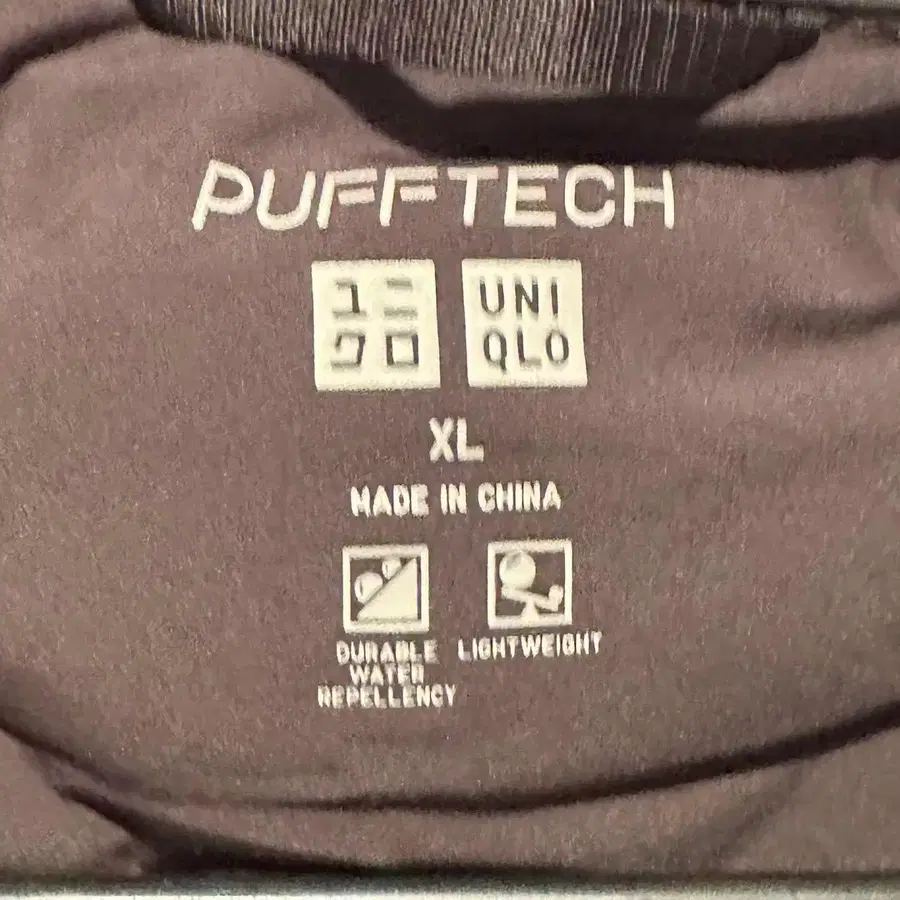 PUFFTECH
ユニ UNI
クロ QLO
XL
MADE IN CHINA
DURABLE LIGHTWEIGHT
WATER
REPELLENCY